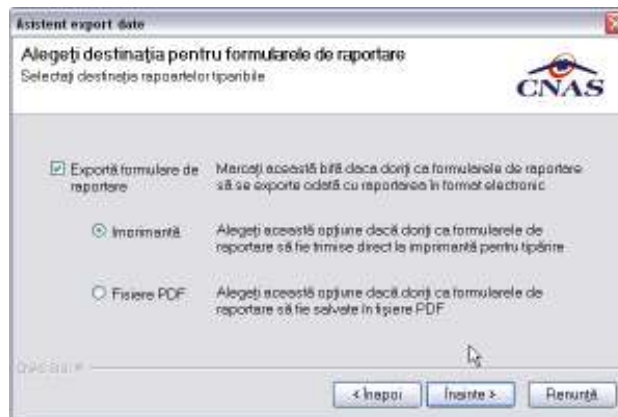 Asistent export date
Alegeți destinația pentru formularele de raportare
Selectați destinația rapoartelor tiparibile
CNAS
Exportă formulare de raportare
Marcați această bifă daca doriți ca formularele de raportare
să se exporte odată cu raportarea în format electronic
Imprimantă
Alegeți această opțiune dacă doriți ca formularele de
raportare să fie trimise direct la imprimantă pentru tipărire
Fisiere PDF
Alegeți această opțiune dacă doriți ca formularele de
raportare să fie salvate în fișiere PDF
< Înapoi
Înainte >
Renunță